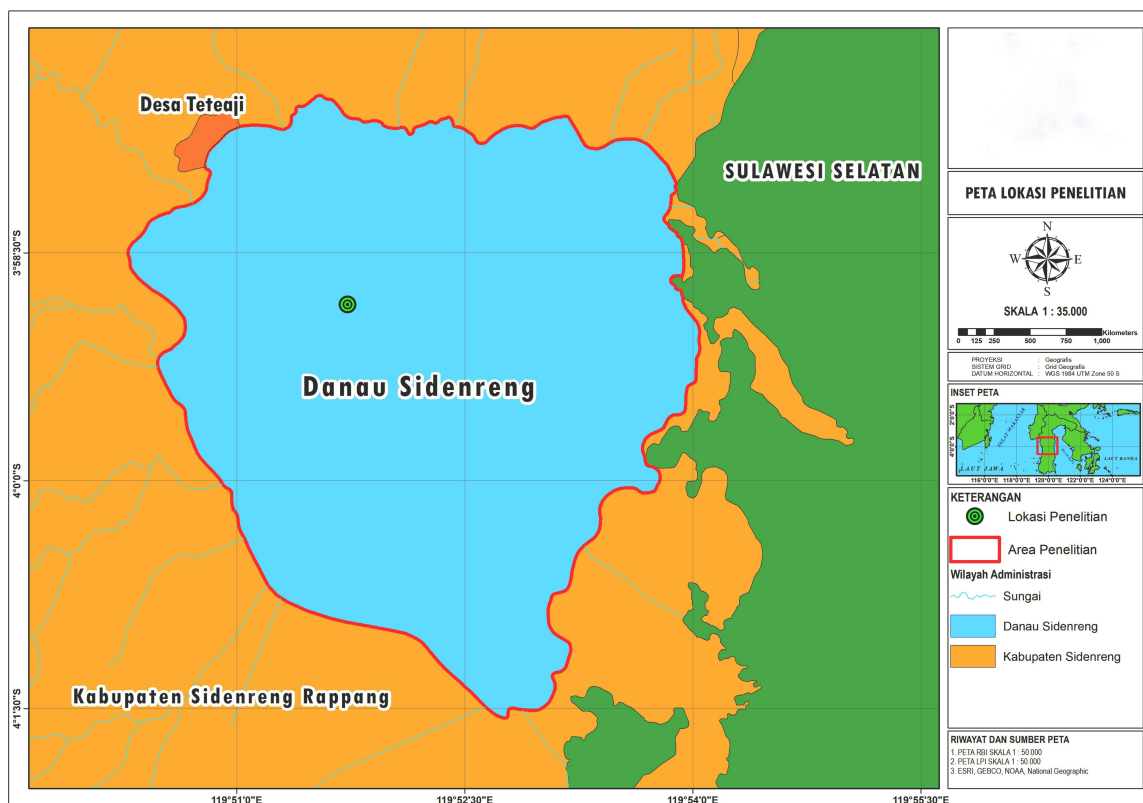 Desa Teteaji
SULAWESI SELATAN
Danau Sidenreng
Kabupaten Sidenreng Rappang
3°58'30"S
4°0'0"S
4°1'30"S
119°51'0"E
119°52'30"E
119°54'0"E
119°55'30"E
PETA LOKASI PENELITIAN
N
W E
S
SKALA 1 : 35.000
Kilometers
0 125 250 500 750 1,000
PROYEKSI : Geografis
SISTEM GRID : Grid Geografis
DATUM HORIZONTAL : WGS 1984 UTM Zone 50 S
INSET PETA
2°0'0"S
4°0'0"S
LAUT JAWA
LAUT BANDA
116°0'0"E 118°0'0"E 120°0'0"E 122°0'0"E 124°0'0"E
KETERANGAN
Lokasi Penelitian
Area Penelitian
Wilayah Administrasi
Sungai
Danau Sidenreng
Kabupaten Sidenreng
RIWAYAT DAN SUMBER PETA
1. PETA RBI SKALA 1 : 50.000
2. PETA LPI SKALA 1 : 50.000
3. ESRI, GEBCO, NOAA, National Geographic